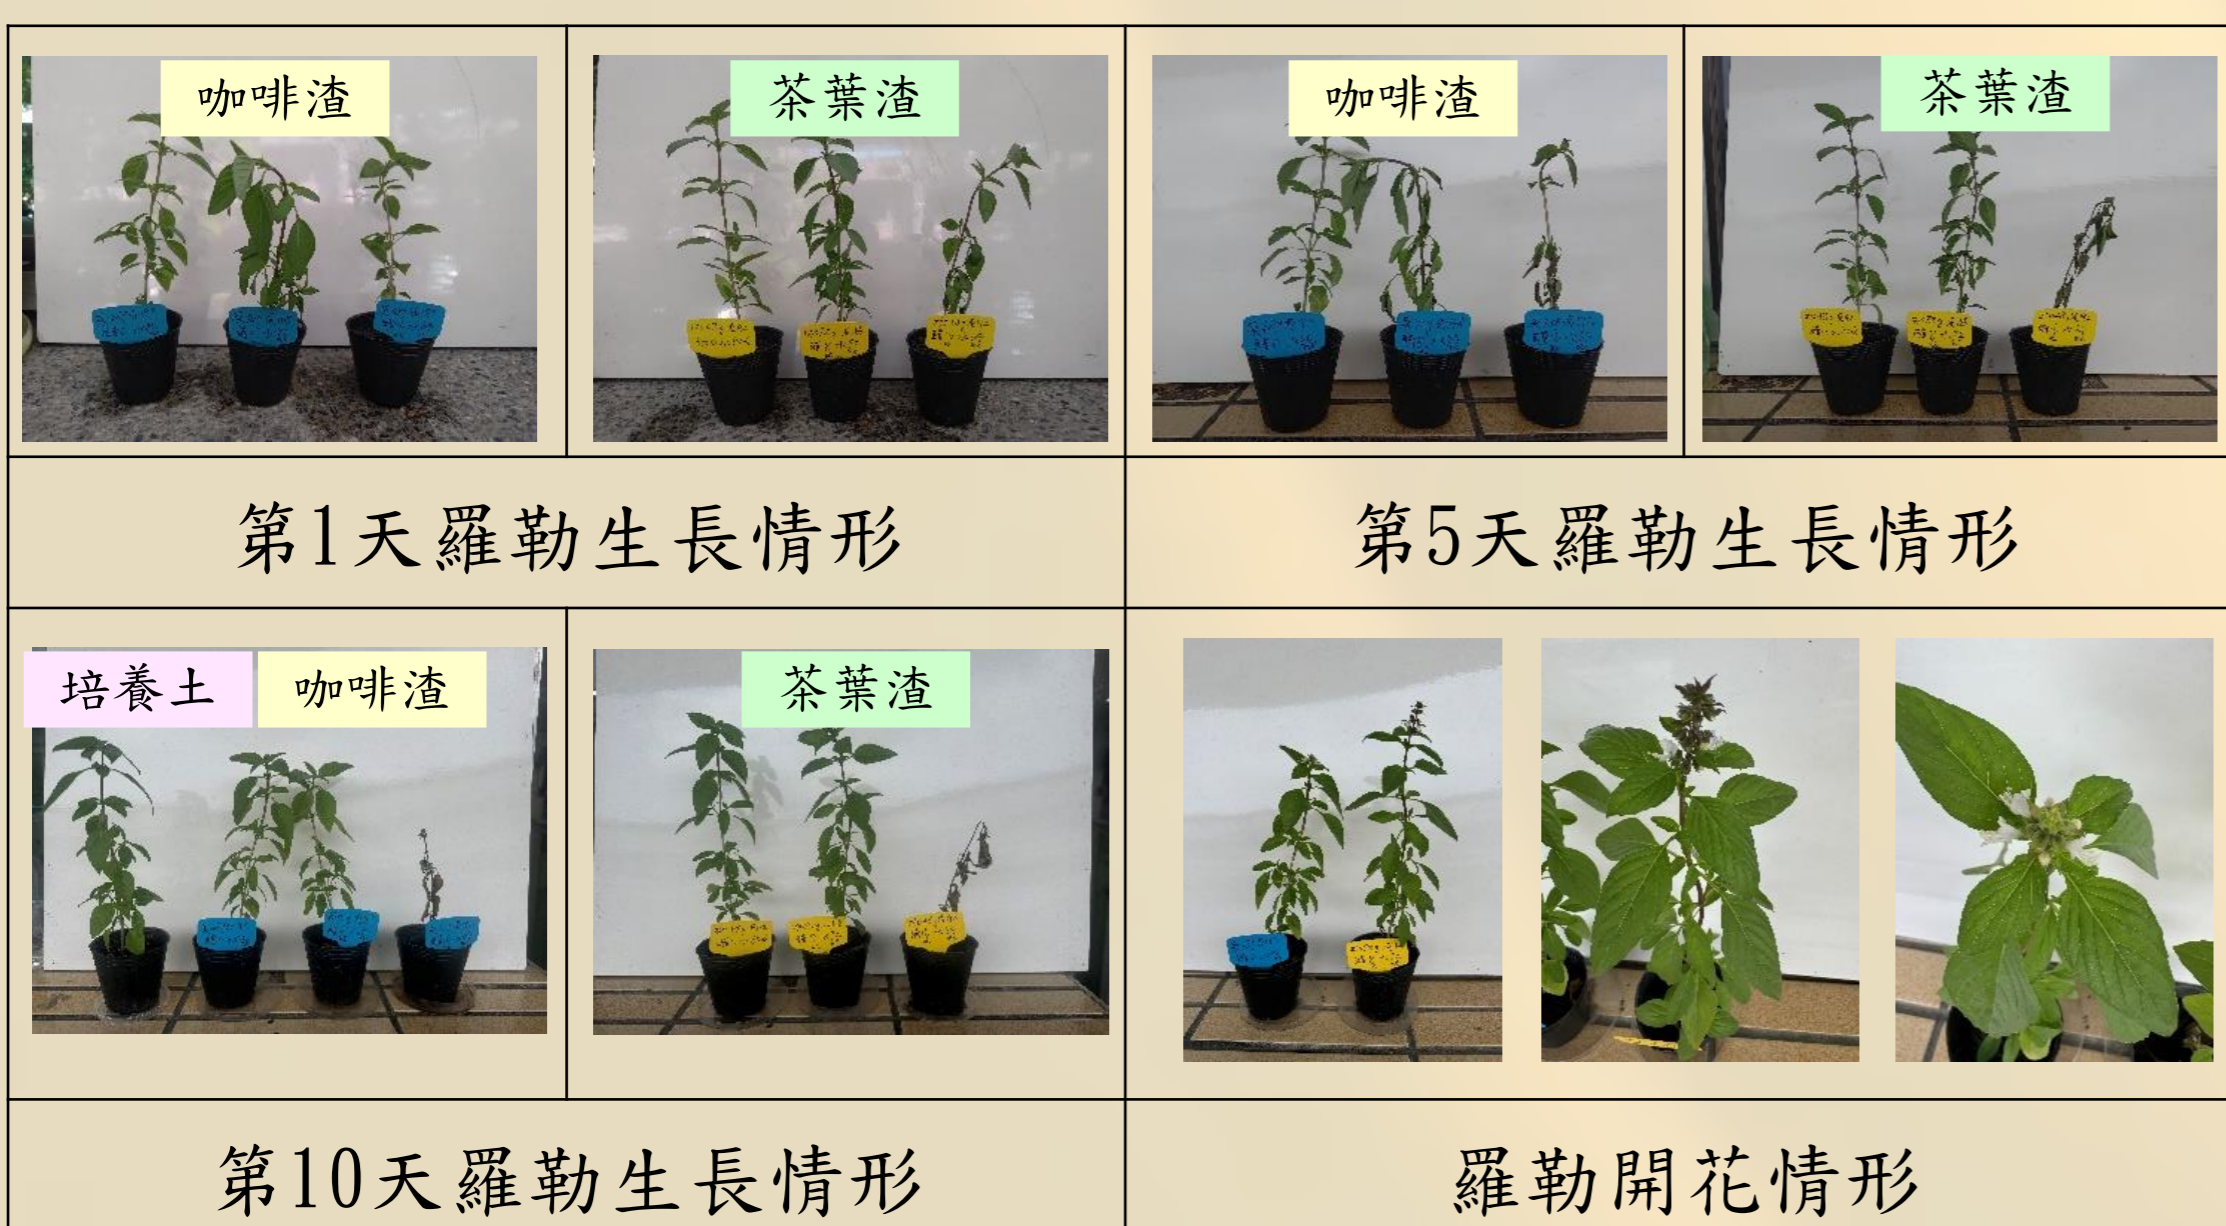 咖啡渣
茶葉渣
咖啡渣
茶葉渣
第1天羅勒生長情形
第5天羅勒生長情形
培養土
咖啡渣
茶葉渣
第10天羅勒生長情形
羅勒開花情形